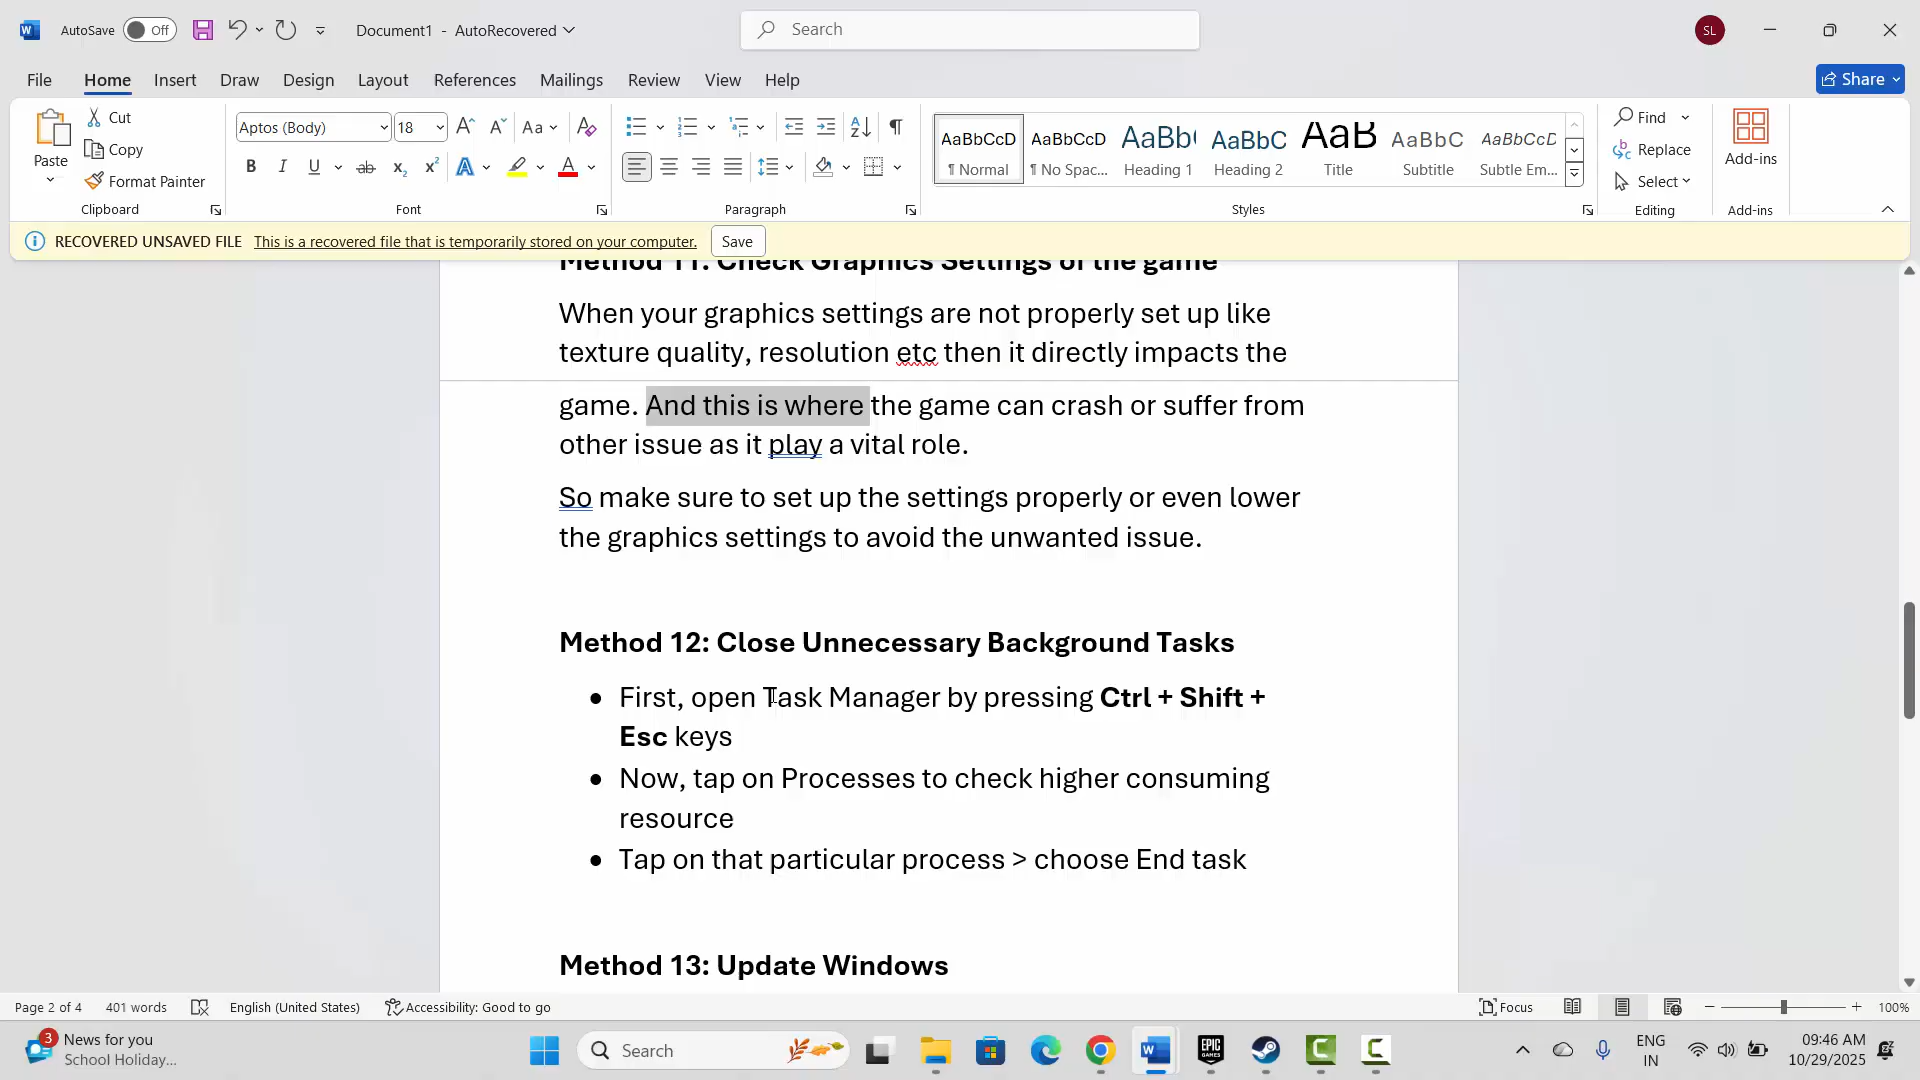 AutoSave Off Document1 - AutoRecovered Search SL
File Home Insert Draw Design Layout References Mailings Review View Help Share
Paste Cut Copy Format Painter Clipboard
Aptos (Body) 18 Font
Paragraph
AaBbCcD AaBbCcD AaBb( AaBbC AaB AaBbC AaBbCcD
¶ Normal ¶ No Spac... Heading 1 Heading 2 Title Subtitle Subtle Em...
Styles
Find Replace Select Editing
Add-ins Add-ins
RECOVERED UNSAVED FILE This is a recovered file that is temporarily stored on your computer. Save
Method 11: Check Graphics Settings of the game
When your graphics settings are not properly set up like
texture quality, resolution etc then it directly impacts the
game. And this is where the game can crash or suffer from
other issue as it play a vital role.
So make sure to set up the settings properly or even lower
the graphics settings to avoid the unwanted issue.
Method 12: Close Unnecessary Background Tasks
• First, open Task Manager by pressing Ctrl + Shift +
Esc keys
• Now, tap on Processes to check higher consuming
resource
• Tap on that particular process > choose End task
Method 13: Update Windows
Page 2 of 4 401 words English (United States) Accessibility: Good to go Focus 100%
3 News for you
School Holiday...
Search
EPIC GAMES
ENG
IN
09:46 AM
10/29/2025